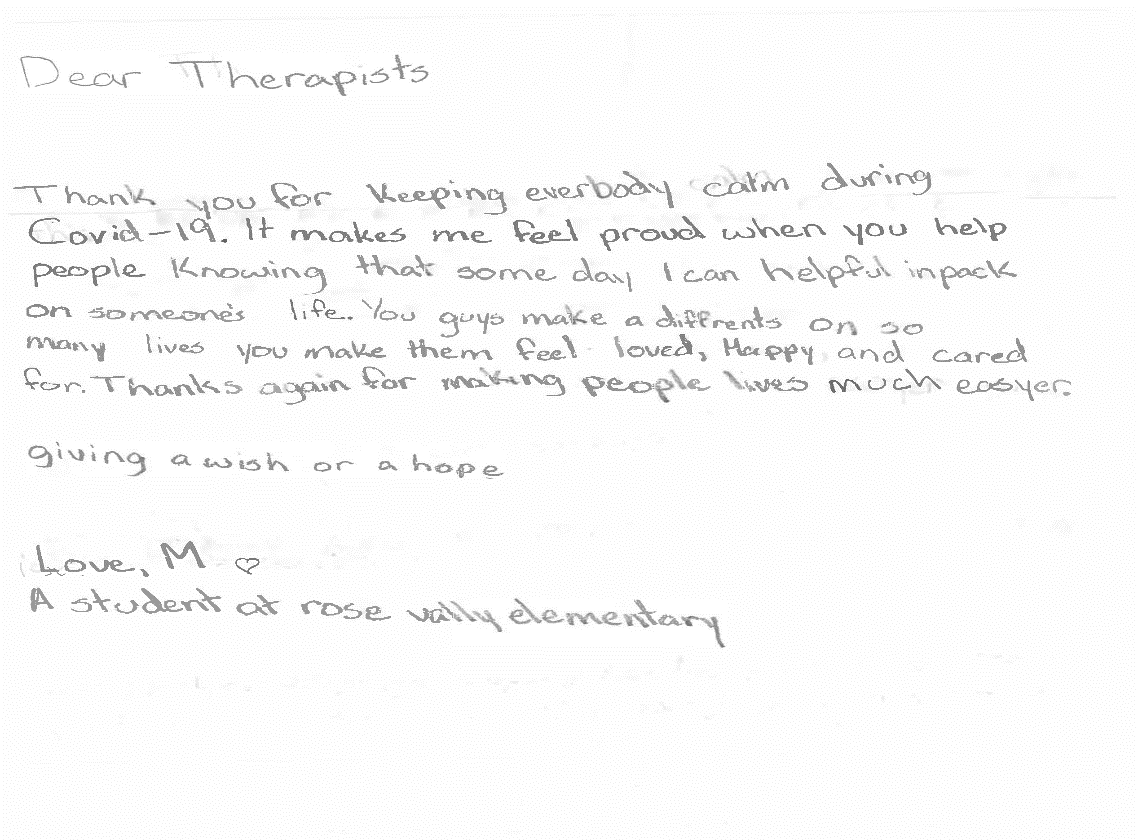 Dear Therapists
Thank you for keeping everbody calm during
Covid-19. It makes me feel proud when you help
people Knowing that some day I can helpful inpack
on someone's life. You guys make a diffrents on so
many lives you make them feel loved, Happy and cared
for. Thanks again for making people lives much easyer.
giving a wish or a hope
Love, M ♡
A student at rose vally elementary